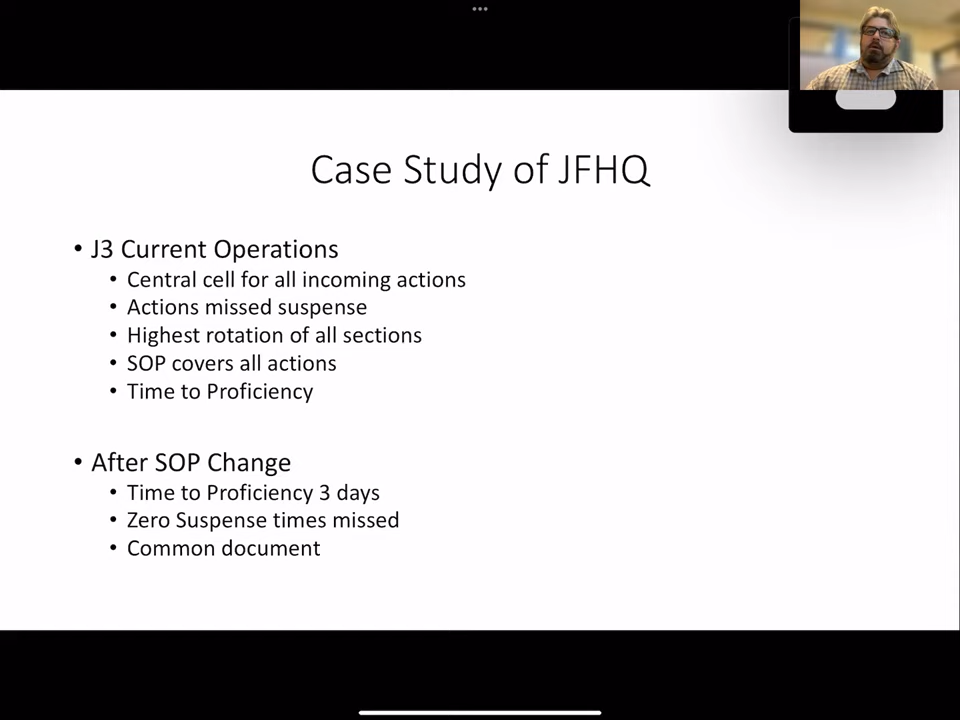 Case Study of JFHQ
• J3 Current Operations
• Central cell for all incoming actions
• Actions missed suspense
• Highest rotation of all sections
• SOP covers all actions
• Time to Proficiency
• After SOP Change
• Time to Proficiency 3 days
• Zero Suspense times missed
• Common document